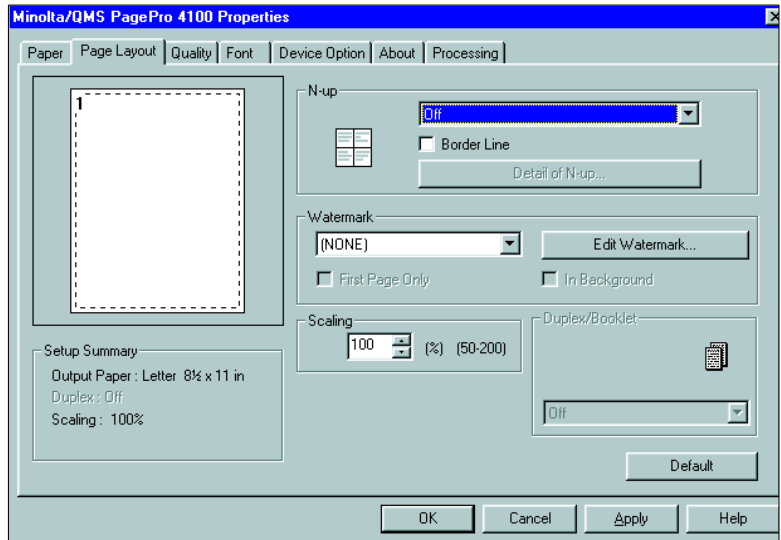 Minolta/QMS PagePro 4100 Properties
Paper
Page Layout
Quality
Font
Device Option
About
Processing
1
Setup Summary
Output Paper : Letter 8½ x 11 in
Duplex : Off
Scaling : 100%
N-up
Off
Border Line
Detail of N-up...
Watermark
(NONE)
Edit Watermark...
First Page Only
In Background
Scaling
100
(%) (50-200)
Duplex/Booklet
Off
Default
OK
Cancel
Apply
Help